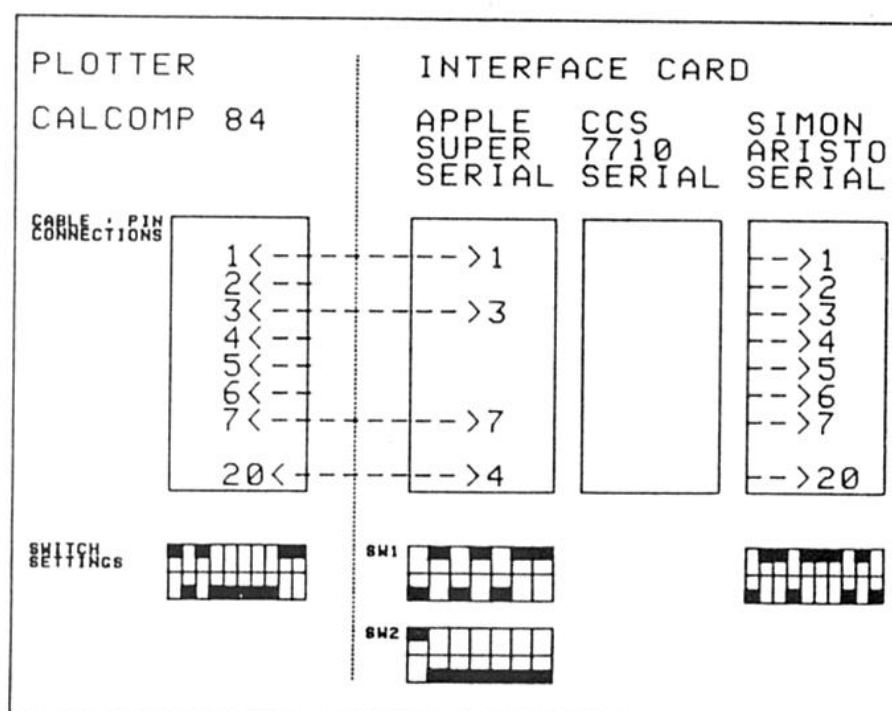 PLOTTER
INTERFACE CARD
CALCOMP 84
APPLE SUPER SERIAL
CCS 7710 SERIAL
SIMON ARISTO SERIAL
CABLE : PIN
CONNECTIONS
1<------->1 -->1
2<-- -->2
3<------->3 -->3
4<-- -->4
5<-- -->5
6<-- -->6
7<------->7 -->7
20<------->4 -->20
SWITCH
SETTINGS
SW1
SW2